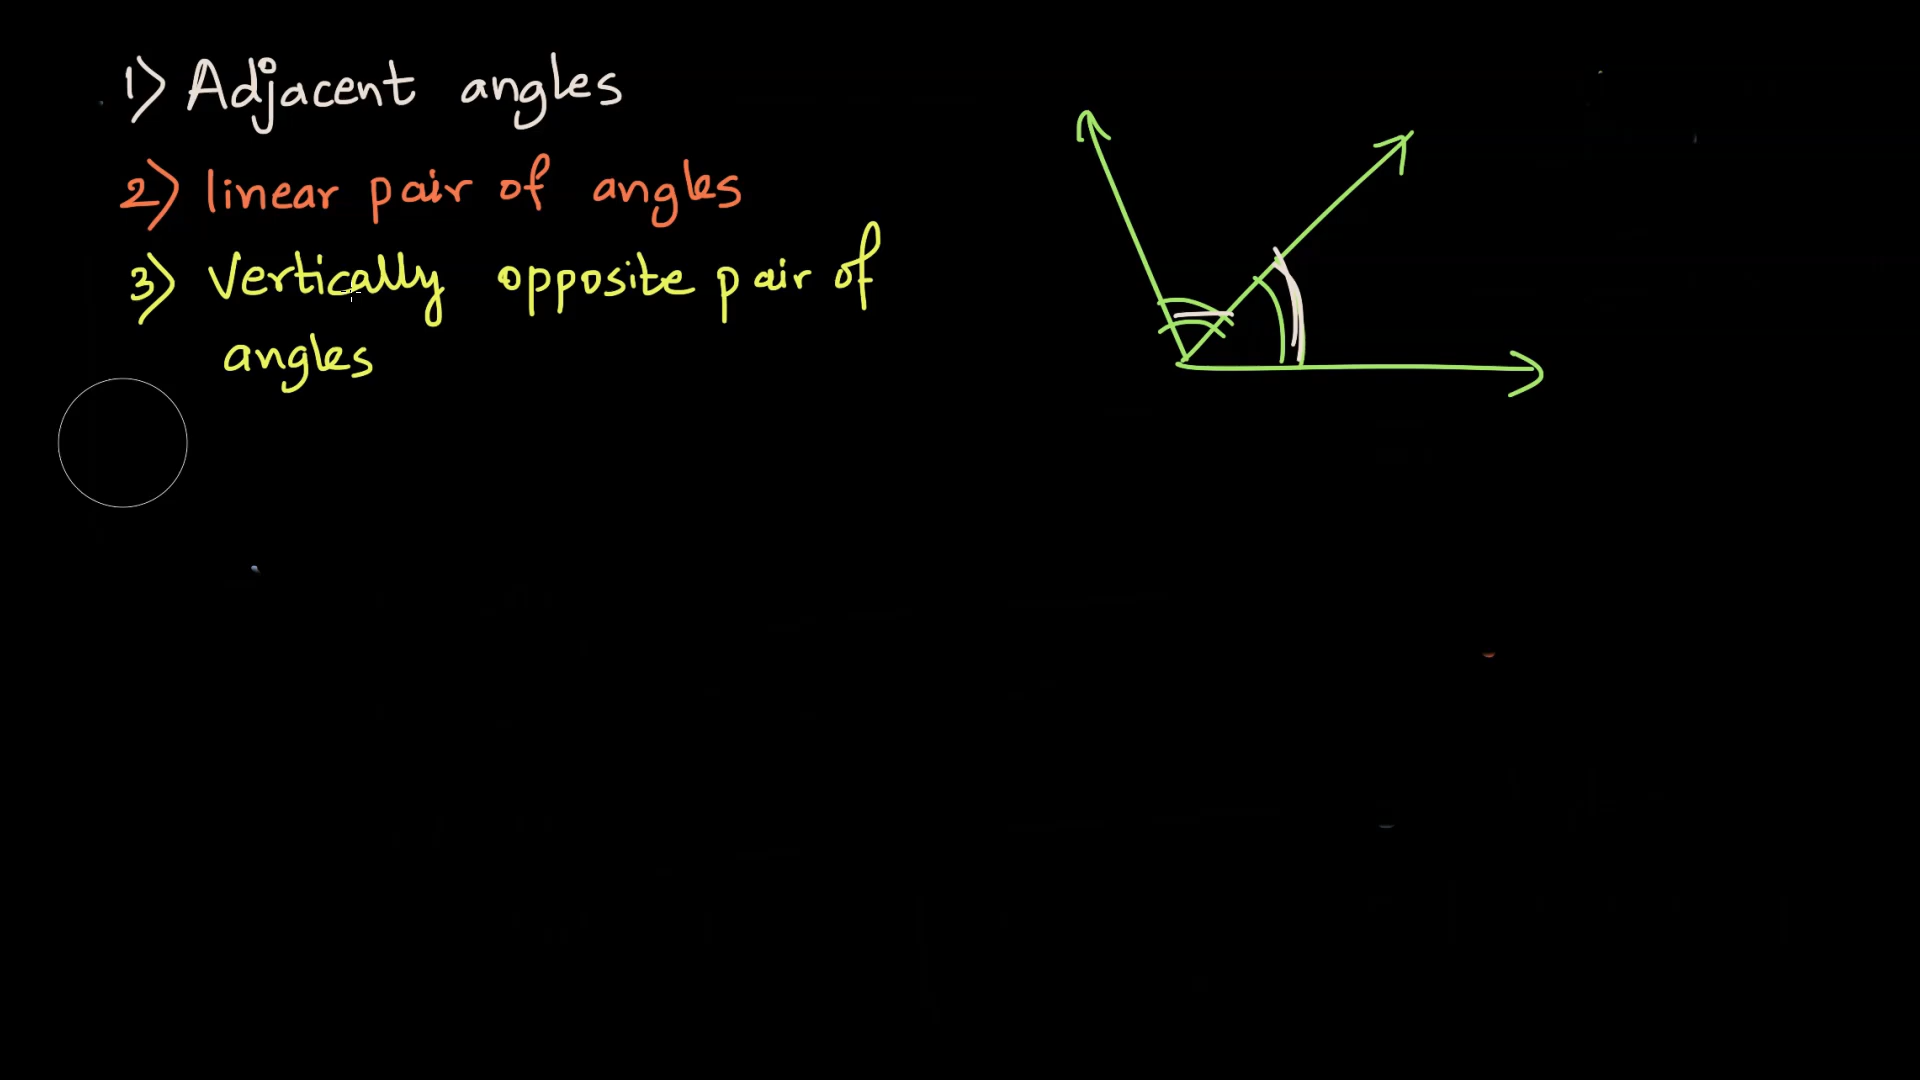 1) Adjacent angles
2) linear pair of angles
3) Vertically opposite pair of
angles